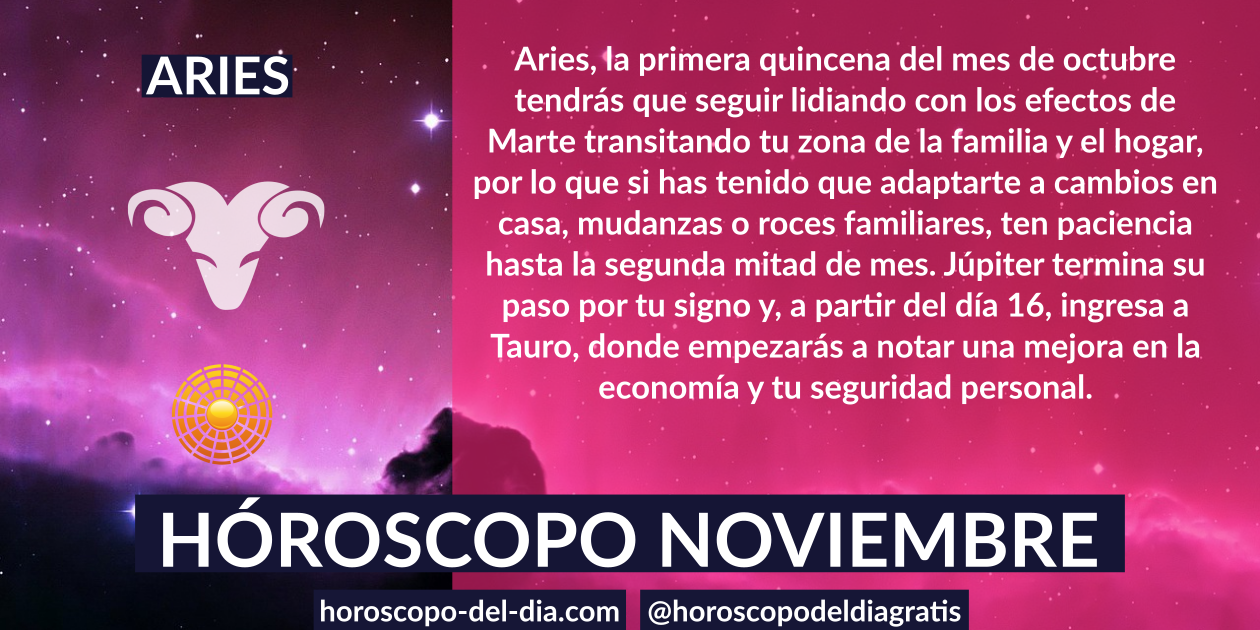 ARIES
Aries, la primera quincena del mes de octubre
tendrás que seguir lidiando con los efectos de
Marte transitando tu zona de la familia y el hogar,
por lo que si has tenido que adaptarte a cambios en
casa, mudanzas o roces familiares, ten paciencia
hasta la segunda mitad de mes. Júpiter termina su
paso por tu signo y, a partir del día 16, ingresa a
Tauro, donde empezarás a notar una mejora en la
economía y tu seguridad personal.
HÓROSCOPO NOVIEMBRE
horoscopo-del-dia.com
@horoscopodeldiagratis